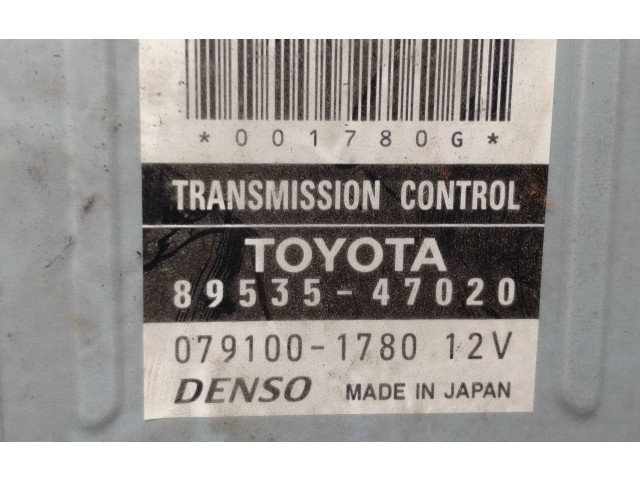 *001780G*
TRANSMISSION CONTROL
TOYOTA
89535-47020
079100-1780 12V
DENSO MADE IN JAPAN